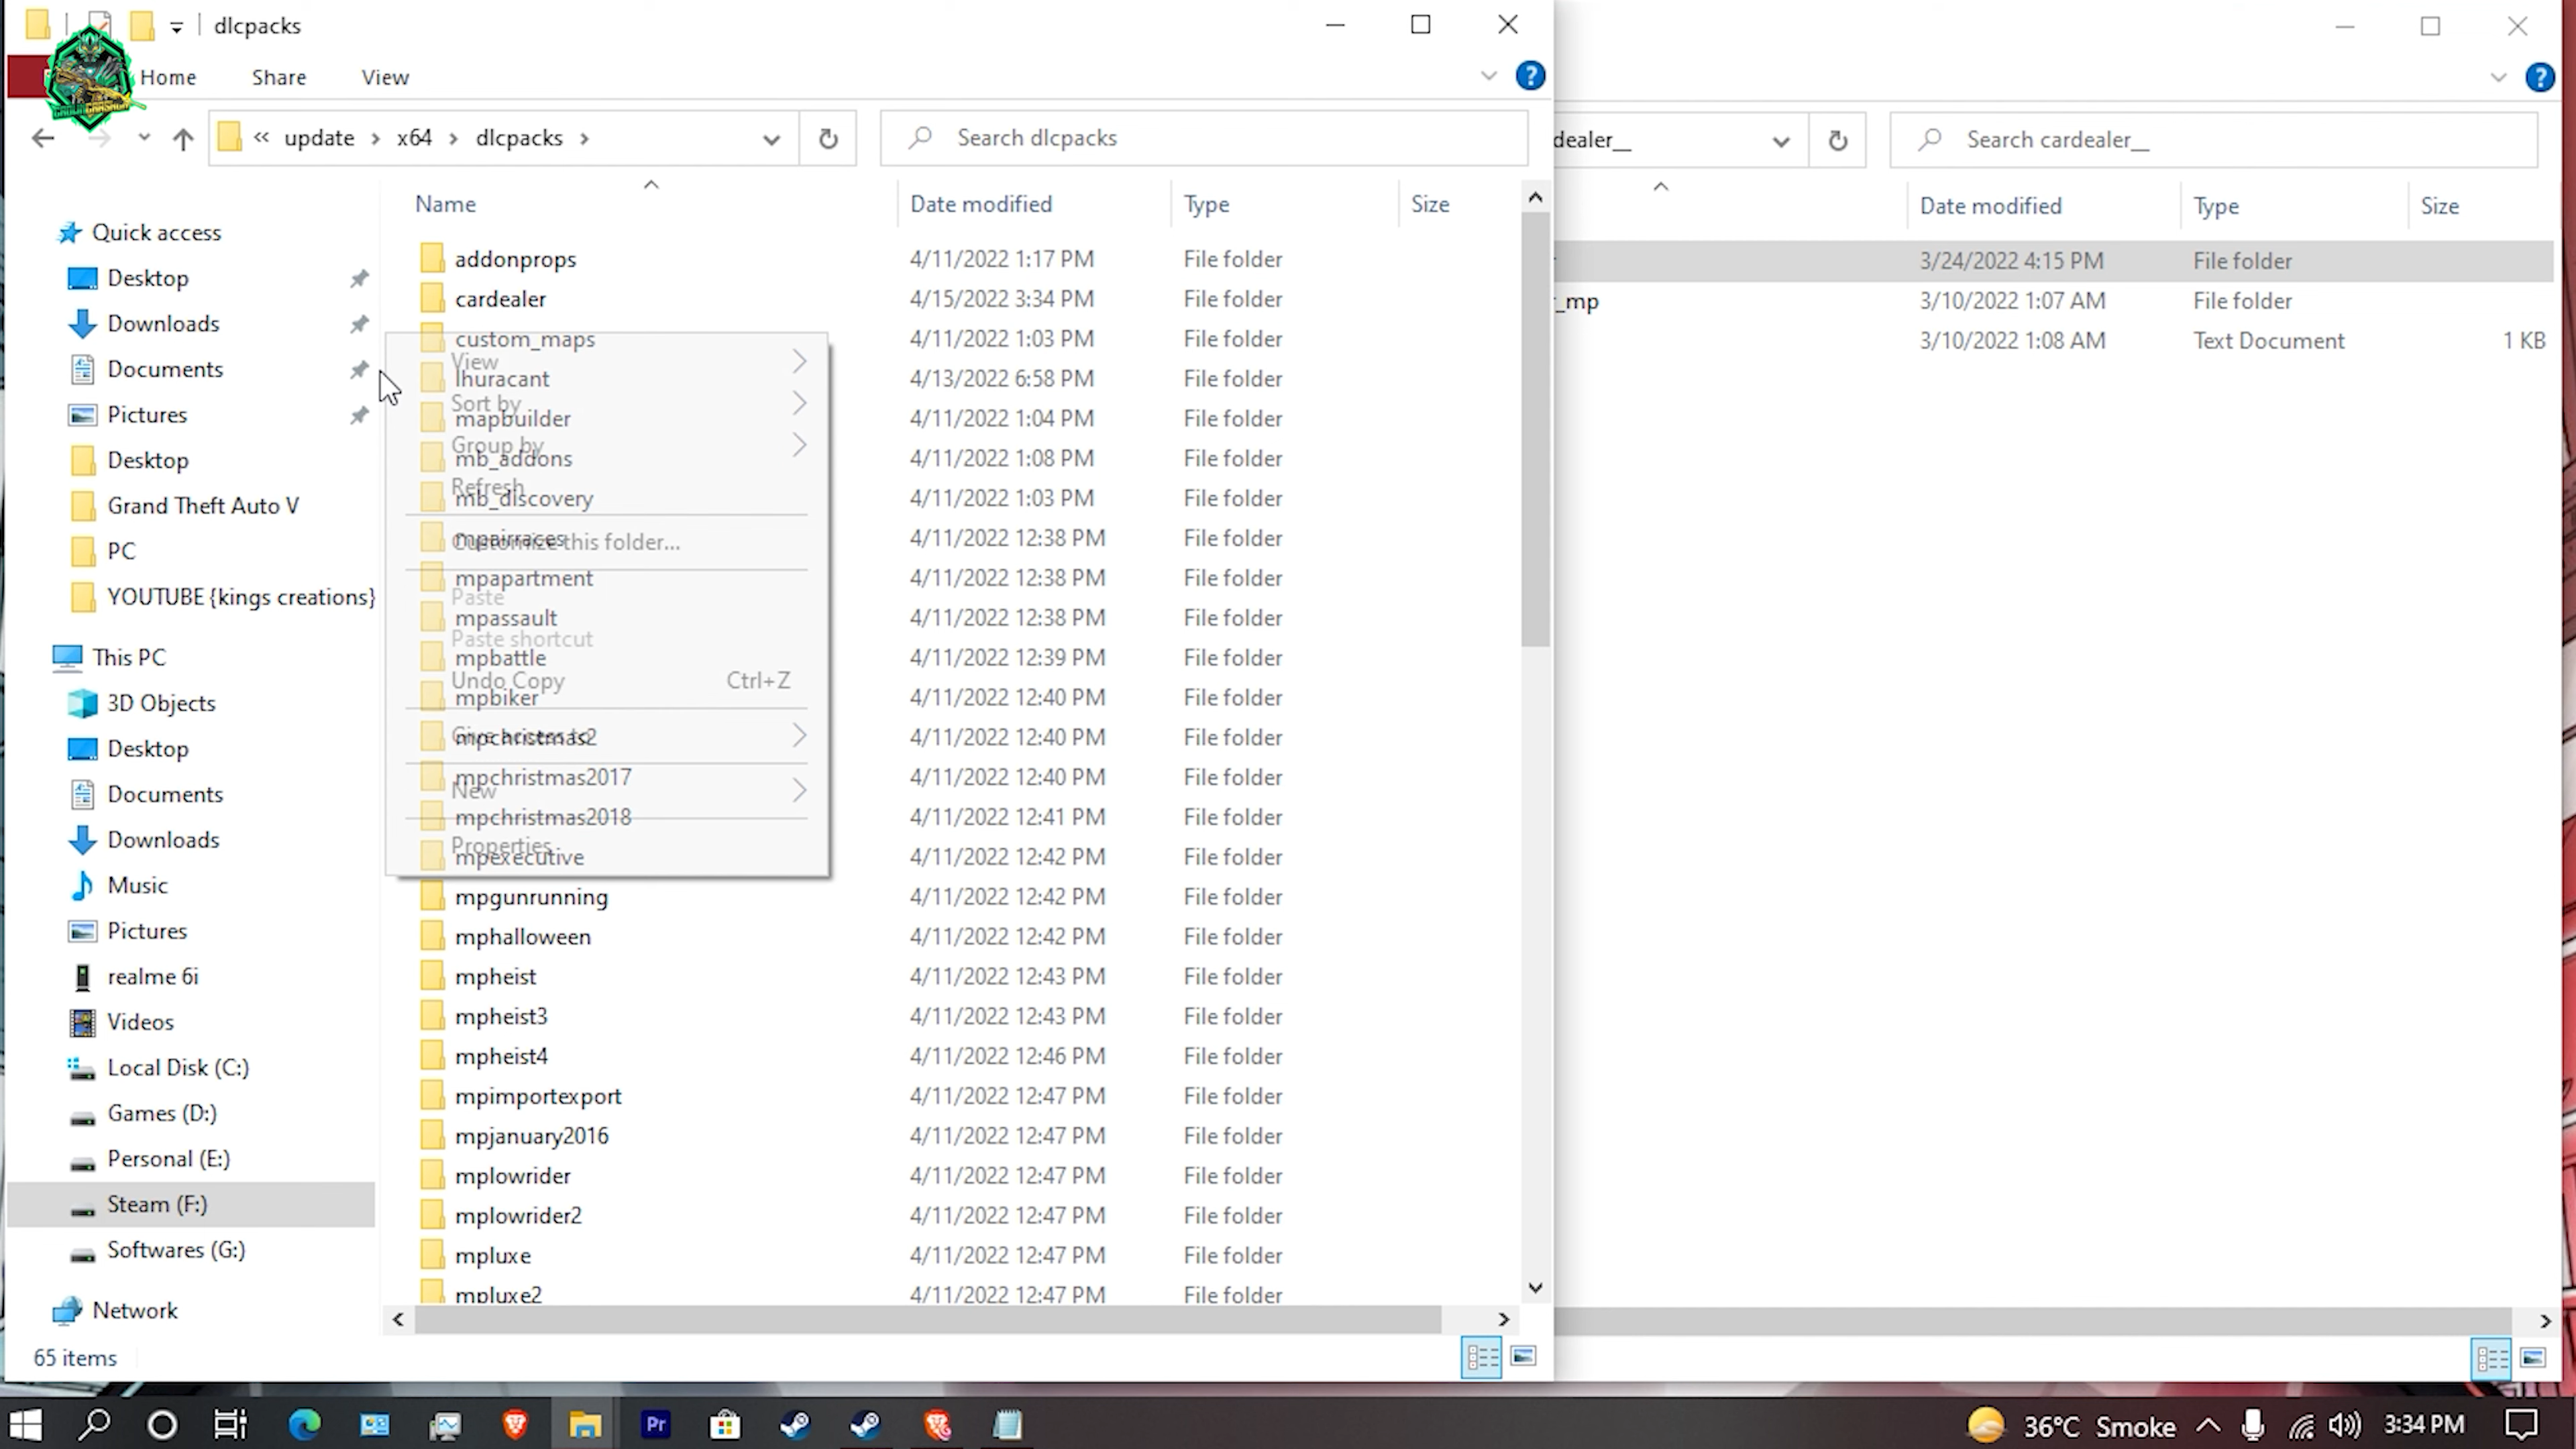 dlcpacks
Home Share View
update x64 dlcpacks
Search dlcpacks
dealer__
Search cardealer__
Name Date modified Type Size
Date modified Type Size
Quick access
Desktop
Downloads
Documents
Pictures
Desktop
Grand Theft Auto V
PC
YOUTUBE {kings creations}
This PC
3D Objects
Desktop
Documents
Downloads
Music
Pictures
realme 6i
Videos
Local Disk (C:)
Games (D:)
Personal (E:)
Steam (F:)
Softwares (G:)
Network
addonprops 4/11/2022 1:17 PM File folder
cardealer 4/15/2022 3:34 PM File folder
custom_maps 4/11/2022 1:03 PM File folder
lhuracant 4/13/2022 6:58 PM File folder
mapbuilder 4/11/2022 1:04 PM File folder
mb_addons 4/11/2022 1:08 PM File folder
mb_discovery 4/11/2022 1:03 PM File folder
mpairraces 4/11/2022 12:38 PM File folder
mpapartment 4/11/2022 12:38 PM File folder
mpassault 4/11/2022 12:38 PM File folder
mpbattle 4/11/2022 12:39 PM File folder
mpbiker 4/11/2022 12:40 PM File folder
mpchristmas2 4/11/2022 12:40 PM File folder
mpchristmas2017 4/11/2022 12:40 PM File folder
mpchristmas2018 4/11/2022 12:41 PM File folder
mpexecutive 4/11/2022 12:42 PM File folder
mpgunrunning 4/11/2022 12:42 PM File folder
mphalloween 4/11/2022 12:42 PM File folder
mpheist 4/11/2022 12:43 PM File folder
mpheist3 4/11/2022 12:43 PM File folder
mpheist4 4/11/2022 12:46 PM File folder
mpimportexport 4/11/2022 12:47 PM File folder
mpjanuary2016 4/11/2022 12:47 PM File folder
mplowrider 4/11/2022 12:47 PM File folder
mplowrider2 4/11/2022 12:47 PM File folder
mpluxe 4/11/2022 12:47 PM File folder
mpluxe2 4/11/2022 12:47 PM File folder
View
Sort by
Group by
Refresh
Customize this folder...
Paste
Paste shortcut
Undo Copy Ctrl+Z
Give access to
New
Properties
3/24/2022 4:15 PM File folder
_mp 3/10/2022 1:07 AM File folder
3/10/2022 1:08 AM Text Document 1 KB
65 items
36°C Smoke 3:34 PM